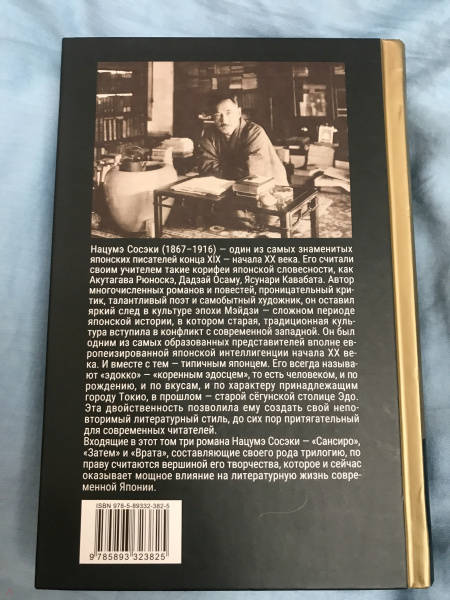 Нацумэ Сосэки (1867–1916) — один из самых знаменитых
японских писателей конца XIX — начала XX века. Его считали
своим учителем такие корифеи японской словесности, как
Акутагава Рюноскэ, Дадзай Осаму, Ясунари Кавабата. Автор
многочисленных романов и повестей, проницательный кри-
тик, талантливый поэт и самобытный художник, он оставил
яркий след в культуре эпохи Мэйдзи — сложном периоде
японской истории, в котором старая, традиционная куль-
тура вступила в конфликт с современной западной. Он был
одним из самых образованных представителей вполне ев-
ропеизированной японской интеллигенции начала XX ве-
ка. И вместе с тем — типичным японцем. Его всегда называ-
ют «эдокко» — «коренным эдосцем», то есть человеком, и по
рождению, и по вкусам, и по характеру принадлежащим
городу Токио, в прошлом — старой сёгунской столице Эдо.
Эта двойственность позволила ему создать свой непо-
вторимый литературный стиль, до сих пор притягательный
для современных читателей.
Входящие в этот том три романа Нацумэ Сосэки — «Сансиро»,
«Затем» и «Врата», составляющие своего рода трилогию, по
праву считаются вершиной его творчества, которое и сейчас
оказывает мощное влияние на литературную жизнь совре-
менной Японии.
ISBN 978-5-89332-382-5
9 785893 323825